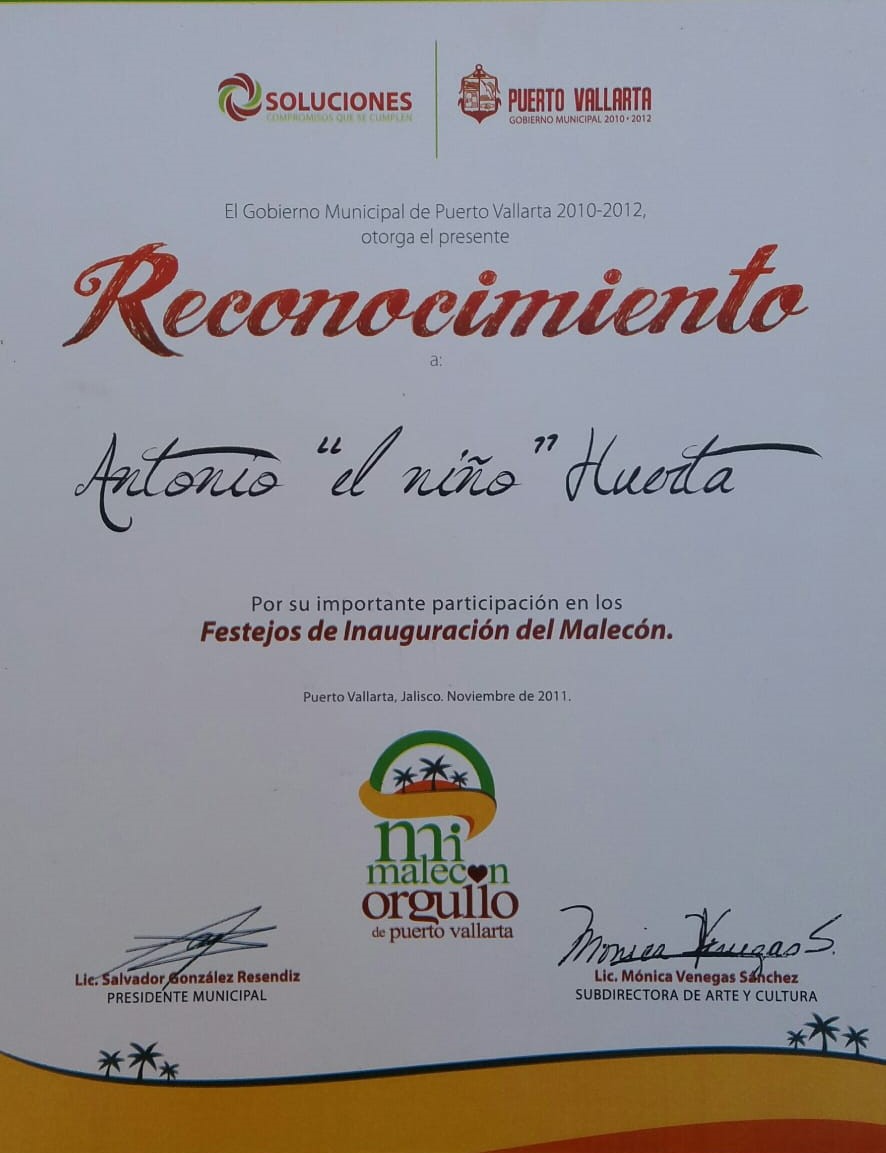 SOLUCIONES
COMPROMISOS QUE SE CUMPLEN
PUERTO VALLARTA
GOBIERNO MUNICIPAL 2010 • 2012
El Gobierno Municipal de Puerto Vallarta 2010-2012,
otorga el presente
Reconocimiento
a:
Antonio "el niño" Huerta
Por su importante participación en los
Festejos de Inauguración del Malecón.
Puerto Vallarta, Jalisco. Noviembre de 2011.
mi
malecón
orgullo
de puerto vallarta
Lic. Salvador González Resendiz
PRESIDENTE MUNICIPAL
Monica Venegas S.
Lic. Mónica Venegas Sánchez
SUBDIRECTORA DE ARTE Y CULTURA